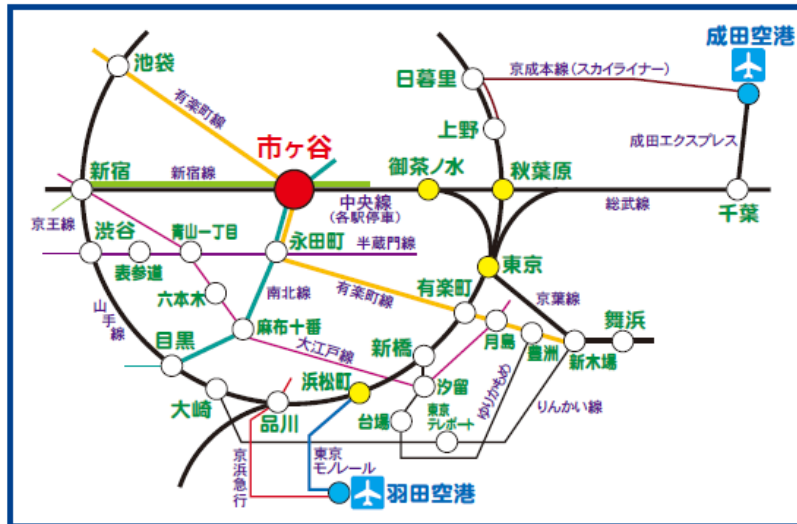 成田空港
池袋
日暮里
京成本線(スカイライナー)
有楽町線
上野
成田エクスプレス
市ヶ谷
御茶ノ水
秋葉原
新宿
新宿線
中央線
(各駅停車)
総武線
千葉
京王線
渋谷
青山一丁目
永田町
半蔵門線
表参道
東京
六本木
南北線
有楽町線
有楽町
京葉線
山手線
麻布十番
大江戸線
新橋
月島
豊洲
新木場
舞浜
目黒
浜松町
汐留
ゆりかもめ
りんかい線
大崎
品川
台場
東京
テレポート
京浜急行
東京
モノレール
羽田空港